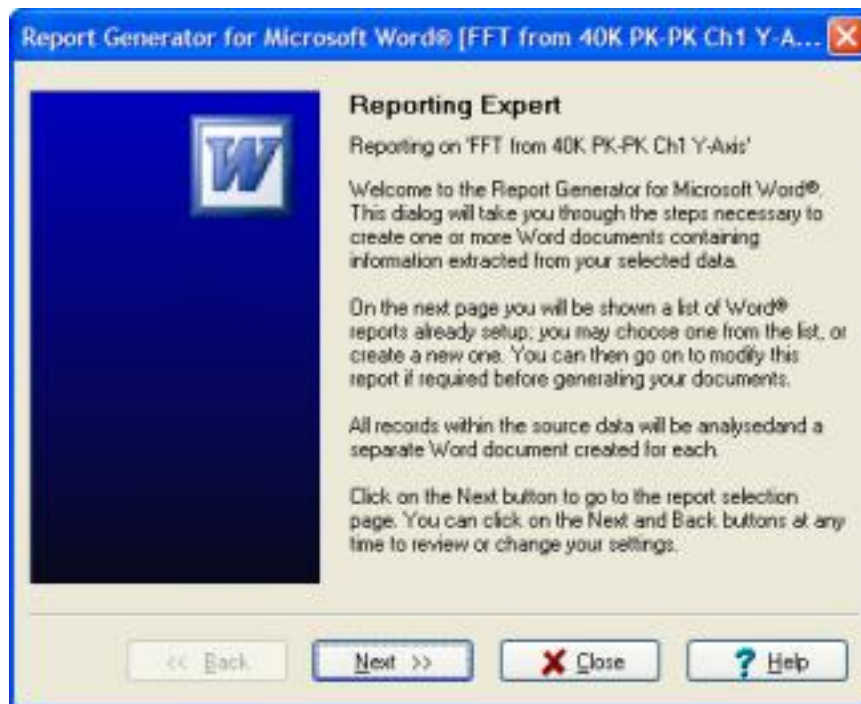 Report Generator for Microsoft Word® [FFT from 40K PK-PK Ch1 Y-A...
W
Reporting Expert
Reporting on 'FFT from 40K PK-PK Ch1 Y-Axis'
Welcome to the Report Generator for Microsoft Word®.
This dialog will take you through the steps necessary to
create one or more Word documents containing
information extracted from your selected data.
On the next page you will be shown a list of Word®
reports already setup; you may choose one from the list, or
create a new one. You can then go on to modify this
report if required before generating your documents.
All records within the source data will be analysedand a
separate Word document created for each.
Click on the Next button to go to the report selection
page. You can click on the Next and Back buttons at any
time to review or change your settings.
<< Back
Next >>
Close
Help